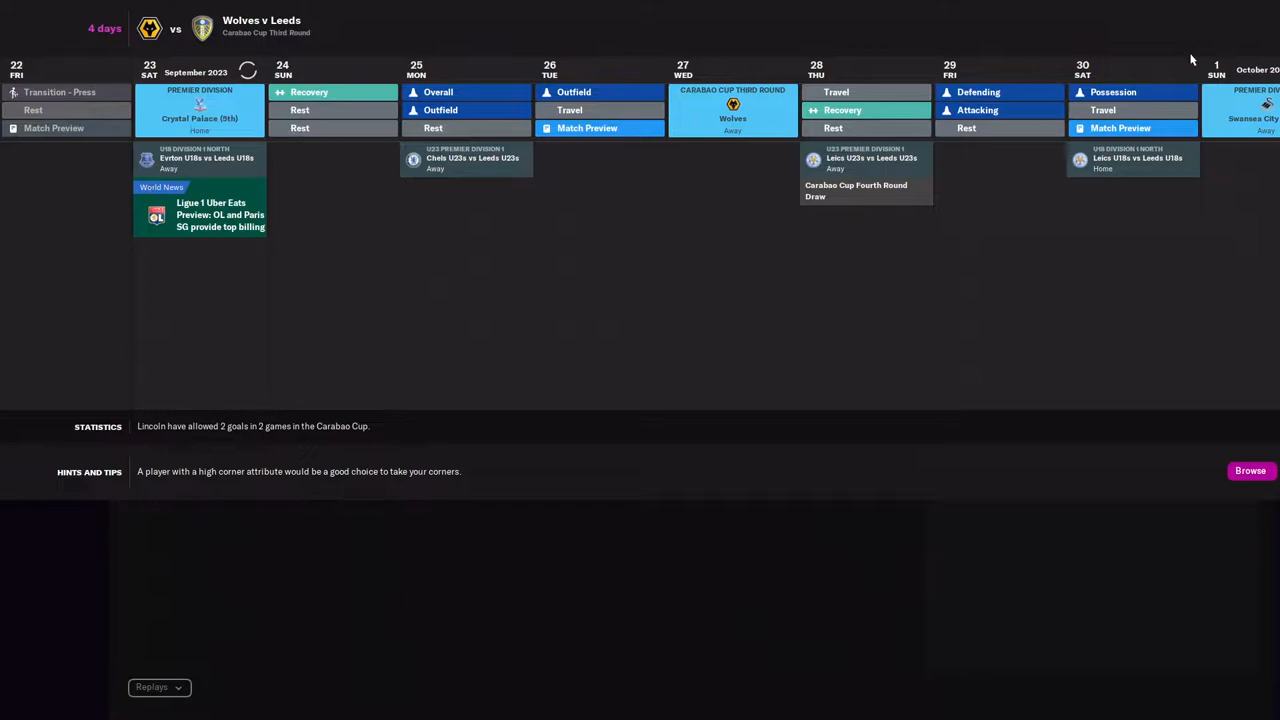 4 days
vs
Wolves v Leeds
Carabao Cup Third Round
22
FRI
Transition - Press
Rest
Match Preview
23
SAT
September 2023
PREMIER DIVISION
Crystal Palace (5th)
Home
U18 DIVISION 1 NORTH
Evrton U18s vs Leeds U18s
Away
World News
Ligue 1 Uber Eats
Preview: OL and Paris
SG provide top billing
24
SUN
Recovery
Rest
Rest
25
MON
Overall
Outfield
Rest
U23 PREMIER DIVISION 1
Chels U23s vs Leeds U23s
Away
26
TUE
Outfield
Travel
Match Preview
27
WED
CARABAO CUP THIRD ROUND
Wolves
Away
28
THU
Travel
Recovery
Rest
U23 PREMIER DIVISION 1
Leics U23s vs Leeds U23s
Away
Carabao Cup Fourth Round
Draw
29
FRI
Defending
Attacking
Rest
30
SAT
Possession
Travel
Match Preview
U18 DIVISION 1 NORTH
Leics U18s vs Leeds U18s
Home
1
SUN
October 20
PREMIER DIV
Swansea City
Away
STATISTICS
Lincoln have allowed 2 goals in 2 games in the Carabao Cup.
HINTS AND TIPS
A player with a high corner attribute would be a good choice to take your corners.
Browse
Replays